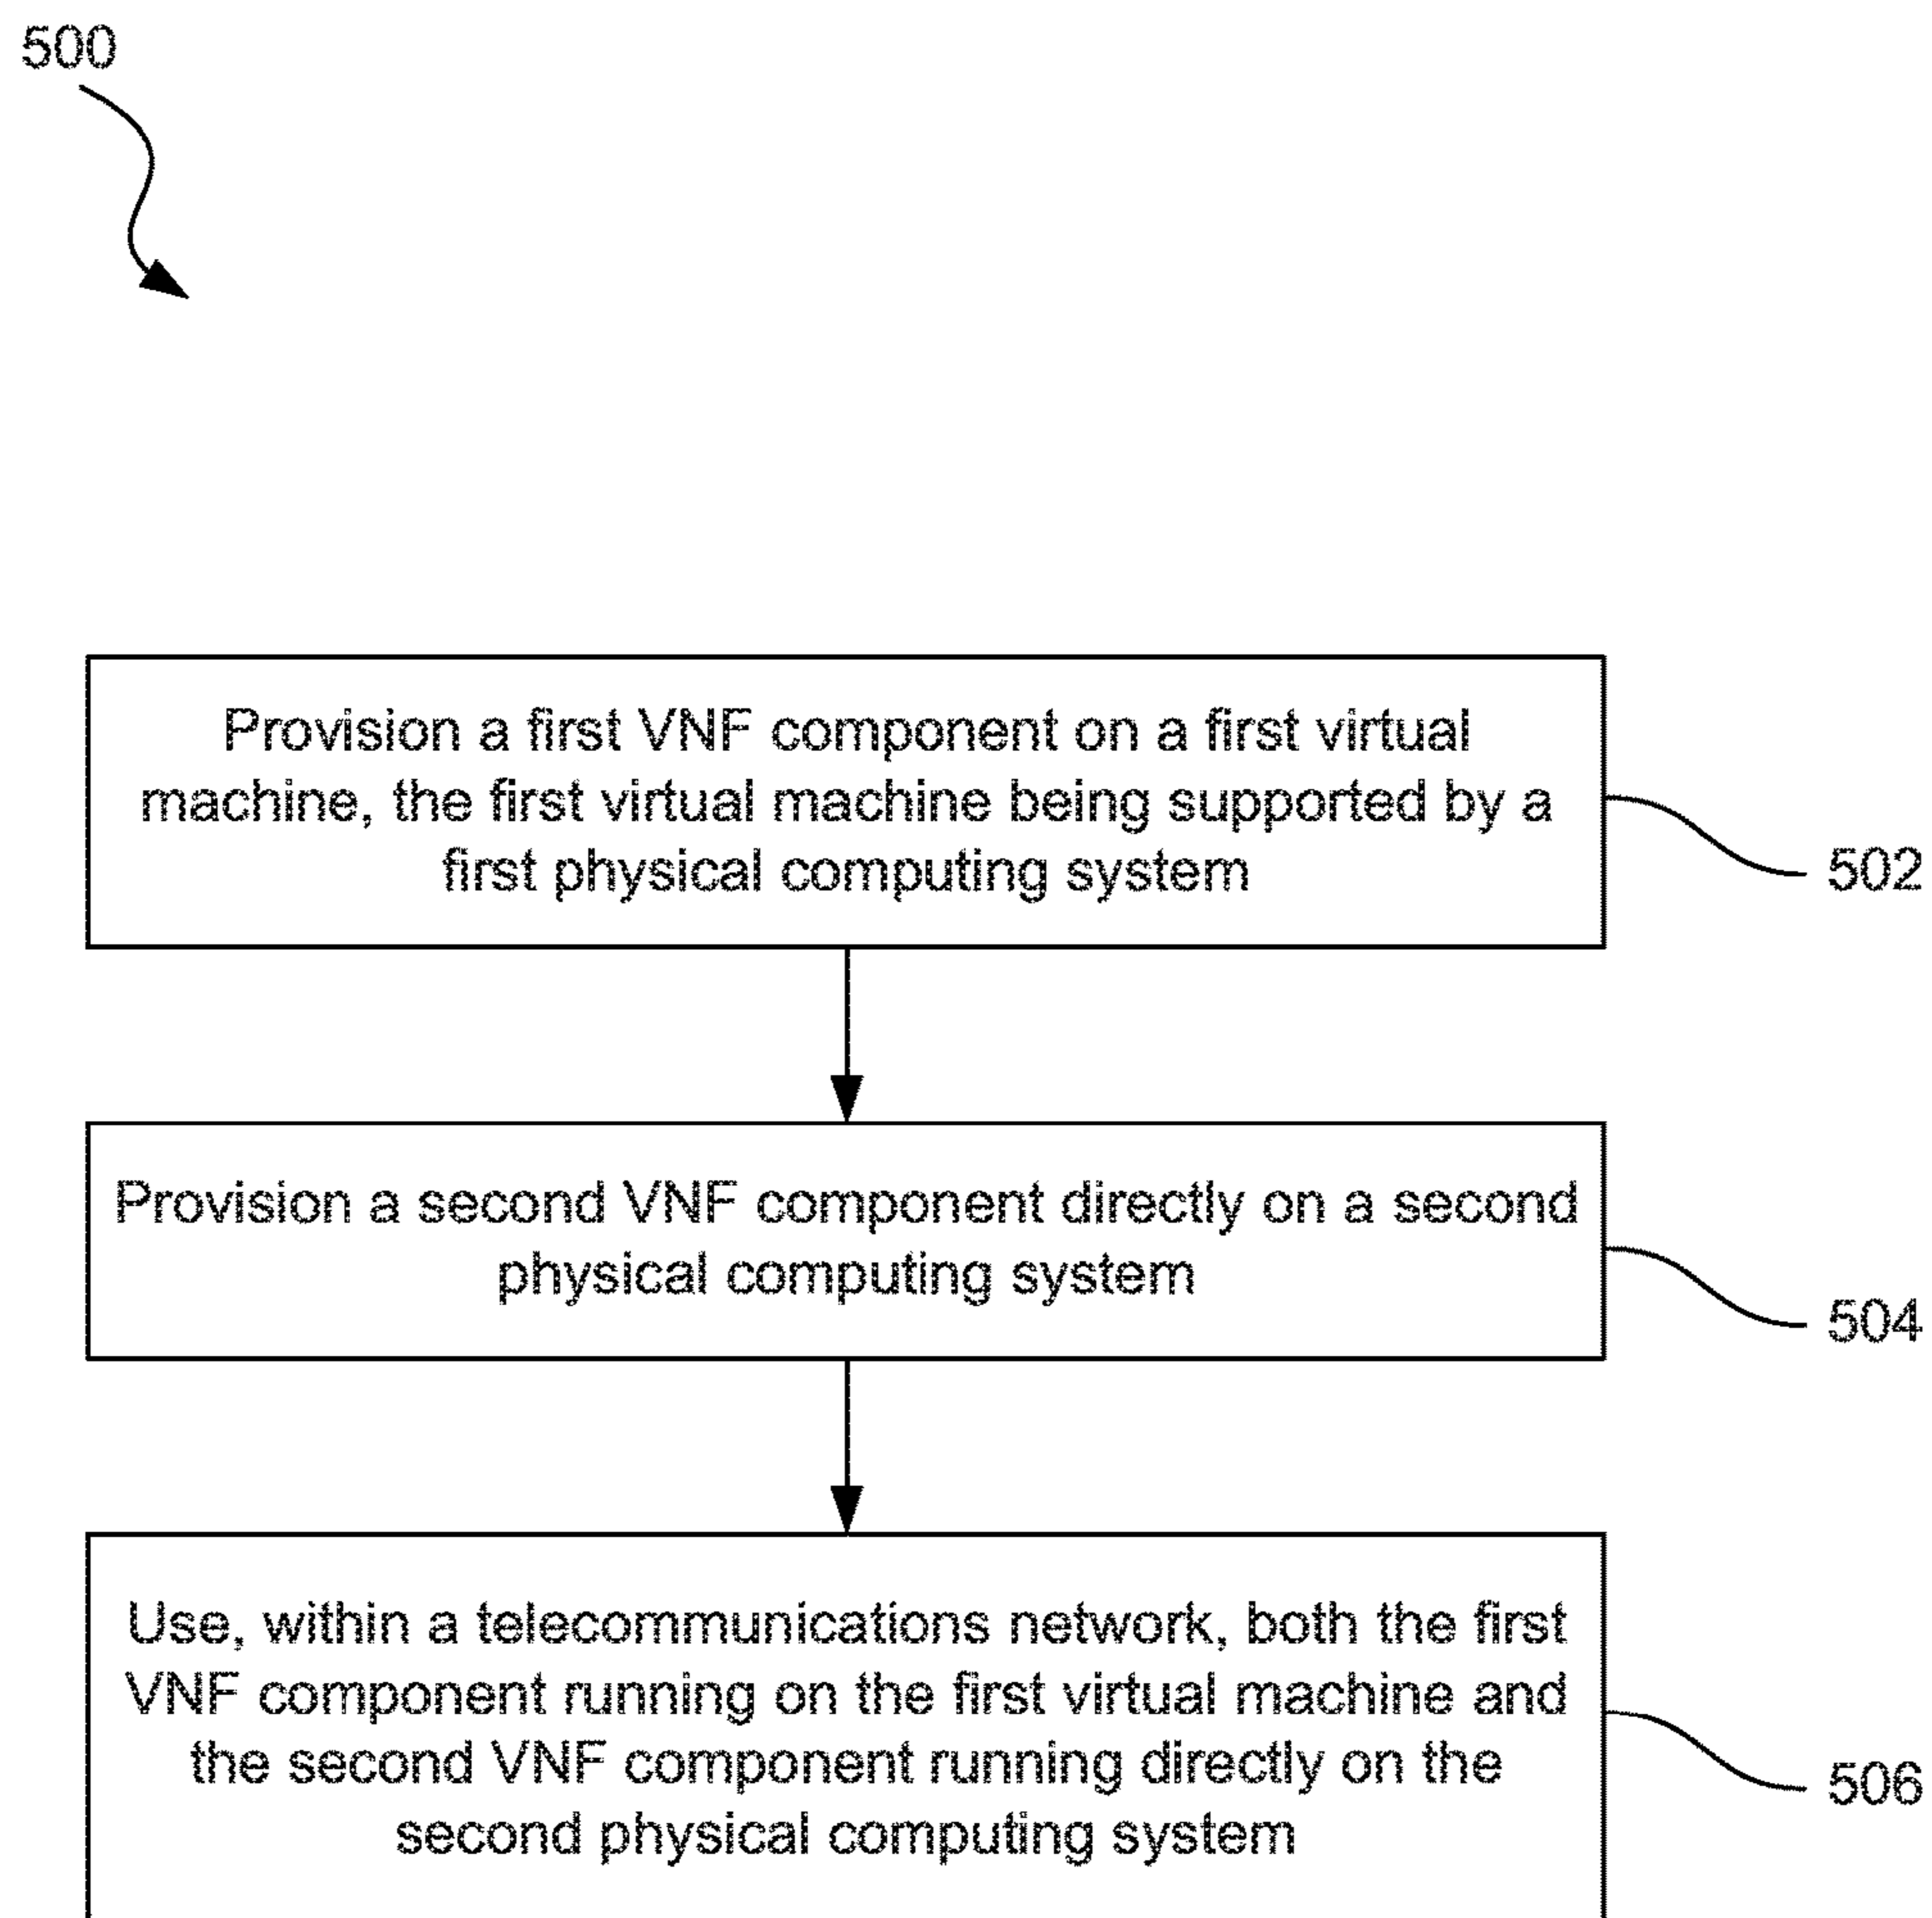 500
Provision a first VNF component on a first virtual
machine, the first virtual machine being supported by a
first physical computing system
502
Provision a second VNF component directly on a second
physical computing system
504
Use, within a telecommunications network, both the first
VNF component running on the first virtual machine and
the second VNF component running directly on the
second physical computing system
506